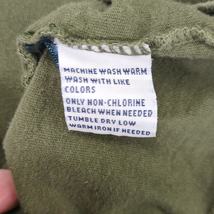 MACHINE WASH WARM
WASH WITH LIKE
COLORS
ONLY NON-CHLORINE
BLEACH WHEN NEEDED
TUMBLE DRY LOW
WARM IRON IF NEEDED